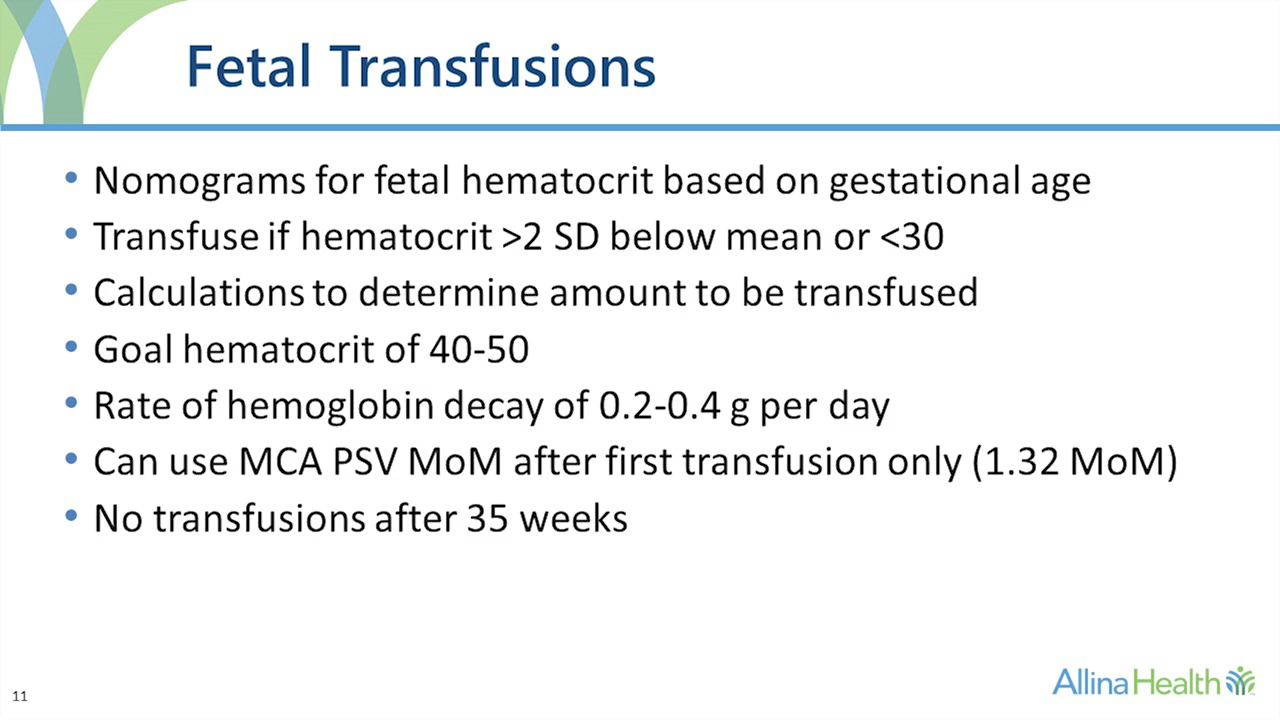 Fetal Transfusions
• Nomograms for fetal hematocrit based on gestational age
• Transfuse if hematocrit >2 SD below mean or <30
• Calculations to determine amount to be transfused
• Goal hematocrit of 40-50
• Rate of hemoglobin decay of 0.2-0.4 g per day
• Can use MCA PSV MoM after first transfusion only (1.32 MoM)
• No transfusions after 35 weeks
11
Allina Health